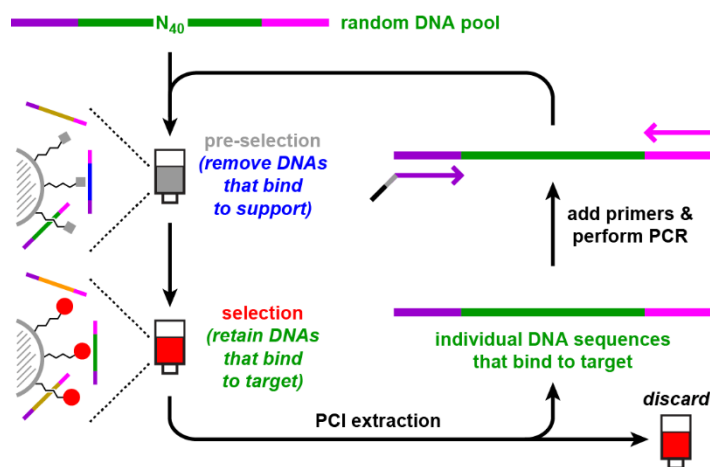 N40
random DNA pool
pre-selection
(remove DNAs
that bind
to support)
add primers &
perform PCR
selection
(retain DNAs
that bind
to target)
individual DNA sequences
that bind to target
PCI extraction
discard